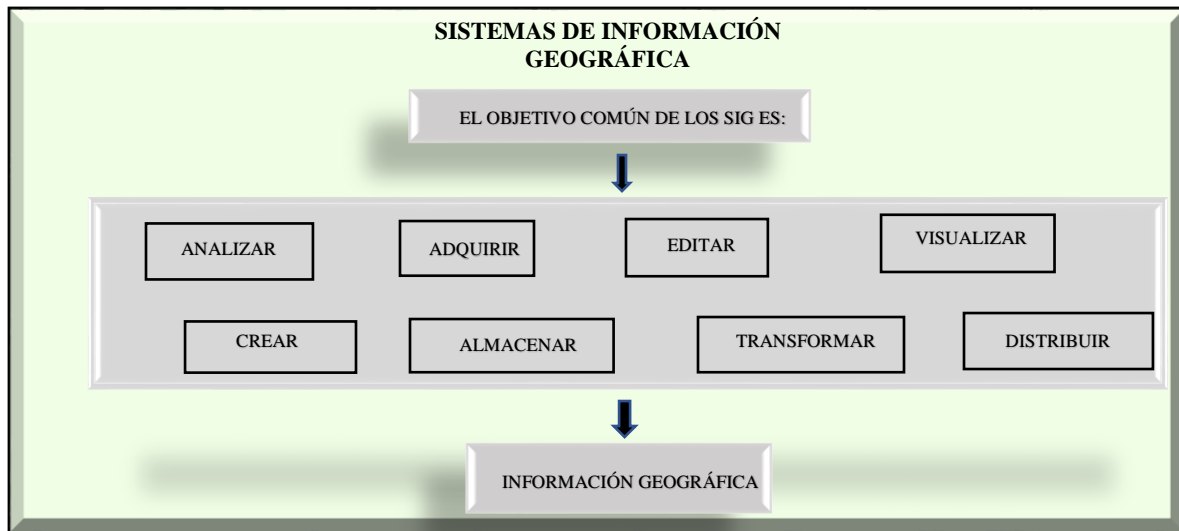 SISTEMAS DE INFORMACIÓN
GEOGRÁFICA
EL OBJETIVO COMÚN DE LOS SIG ES:
ANALIZAR
ADQUIRIR
EDITAR
VISUALIZAR
CREAR
ALMACENAR
TRANSFORMAR
DISTRIBUIR
INFORMACIÓN GEOGRÁFICA